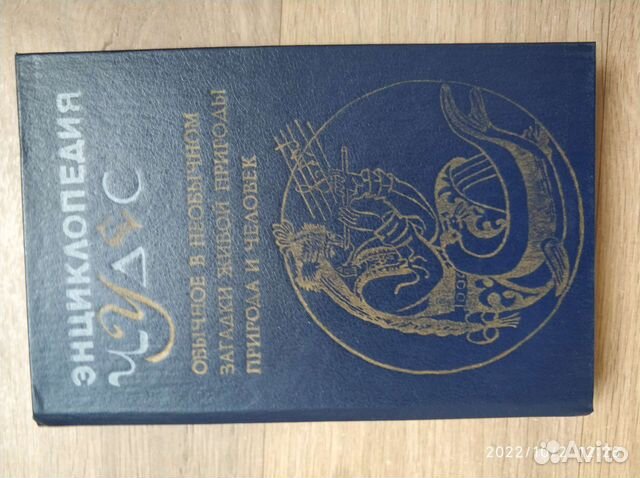 ЭНЦИКЛОПЕДИЯ
ЧУДЕС
ОБЫЧНОЕ В НЕОБЫЧНОМ
ЗАГАДКИ ЖИВОЙ ПРИРОДЫ
ПРИРОДА И ЧЕЛОВЕК
Avito